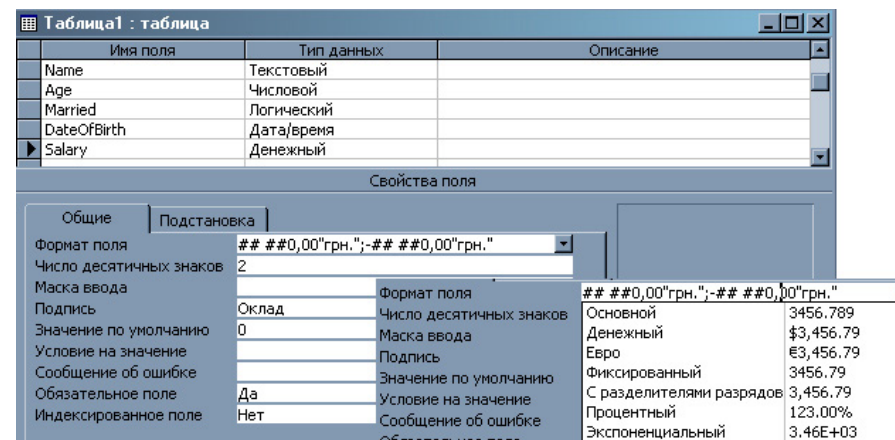 Таблица1 : таблица
Имя поля Тип данных Описание
Name Текстовый
Age Числовой
Married Логический
DateOfBirth Дата/время
Salary Денежный
Свойства поля
Общие Подстановка
Формат поля ## ##0,00"грн.";-## ##0,00"грн."
Число десятичных знаков 2
Маска ввода
Подпись Оклад
Значение по умолчанию 0
Условие на значение
Сообщение об ошибке
Обязательное поле Да
Индексированное поле Нет
Формат поля ## ##0,00"грн.";-## ##0,00"грн."
Число десятичных знаков Основной 3456.789
Маска ввода Денежный $3,456.79
Подпись Евро €3,456.79
Значение по умолчанию Фиксированный 3456.79
Условие на значение С разделителями разрядов 3,456.79
Сообщение об ошибке Процентный 123.00%
Экспоненциальный 3.46E+03